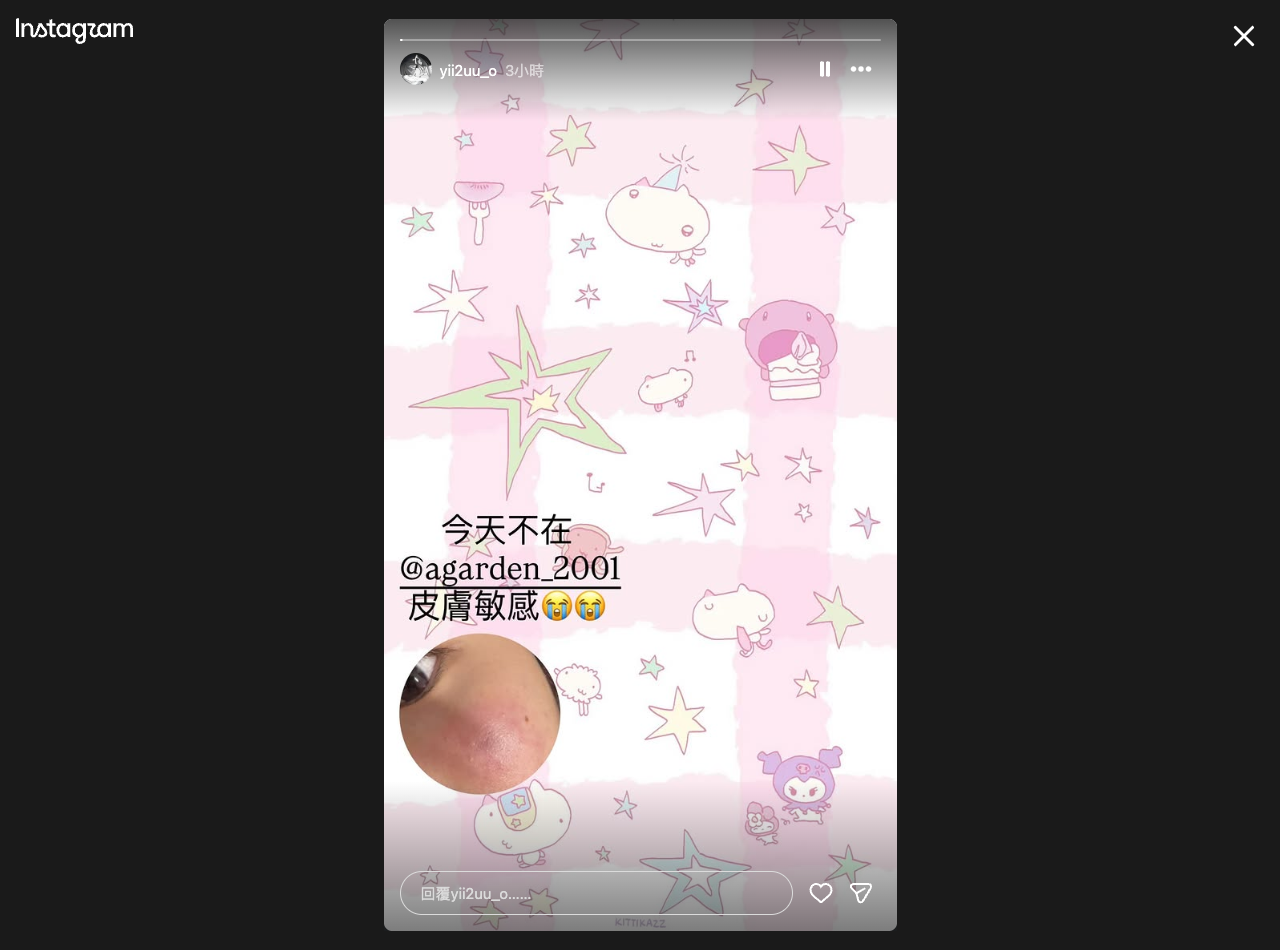 Instagram
yii2uu_o 3小時
今天不在
@agarden_2001
皮膚敏感😭😭
回覆yii2uu_o......
KITTIKAZZ